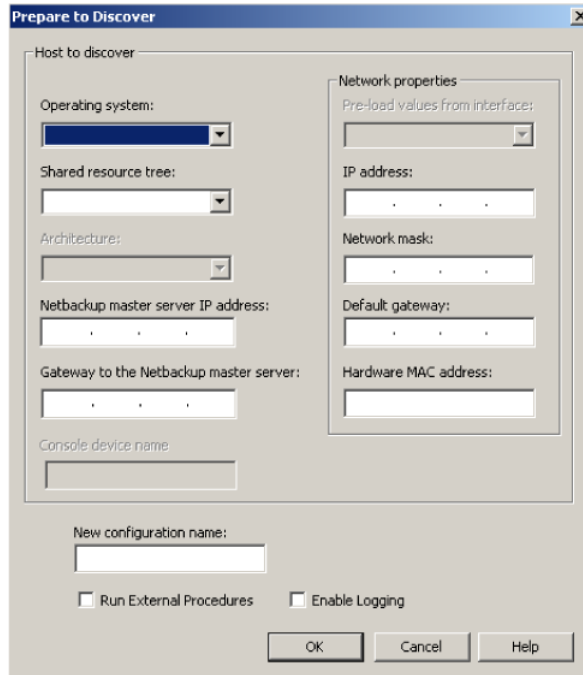 Prepare to Discover
Host to discover
Operating system:
Shared resource tree:
Architecture:
Netbackup master server IP address:
Gateway to the Netbackup master server:
Console device name
Network properties
Pre-load values from interface:
IP address:
Network mask:
Default gateway:
Hardware MAC address:
New configuration name:
Run External Procedures
Enable Logging
OK
Cancel
Help